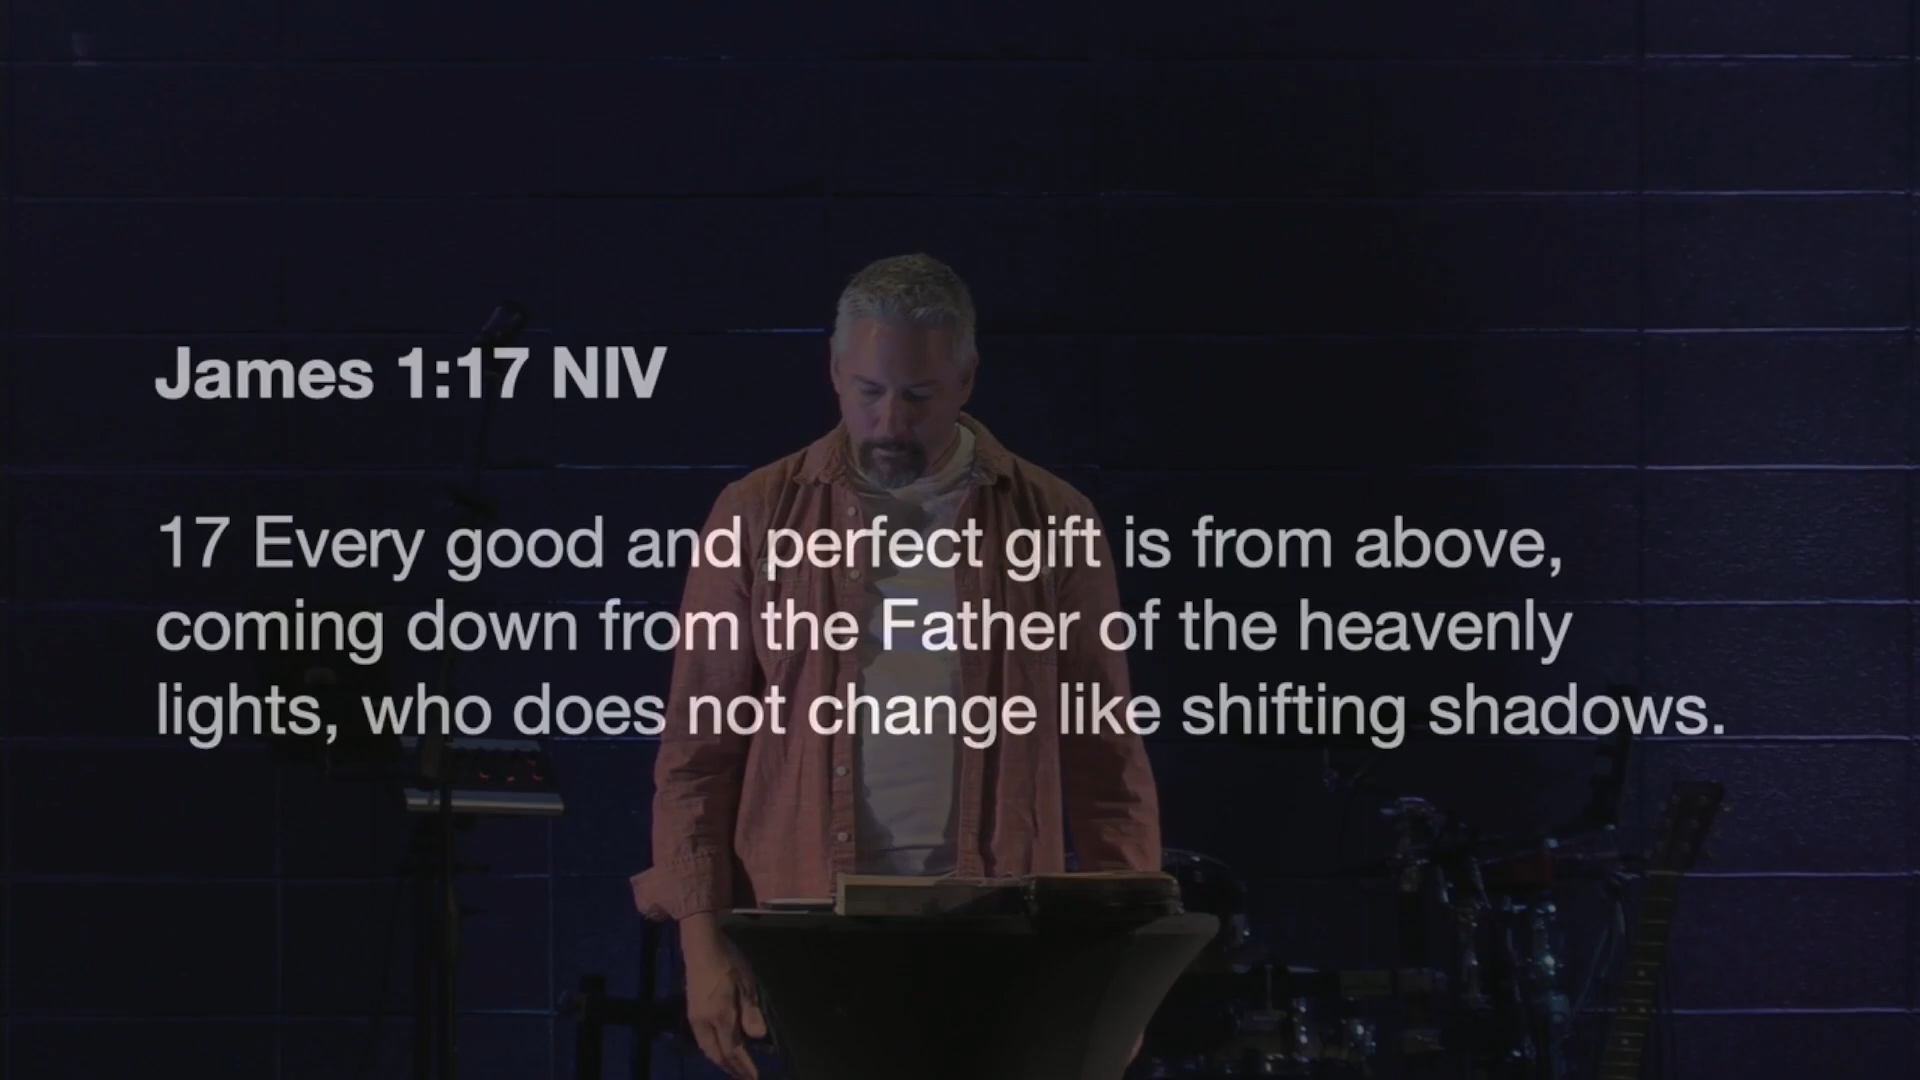 James 1:17 NIV
17 Every good and perfect gift is from above,
coming down from the Father of the heavenly
lights, who does not change like shifting shadows.